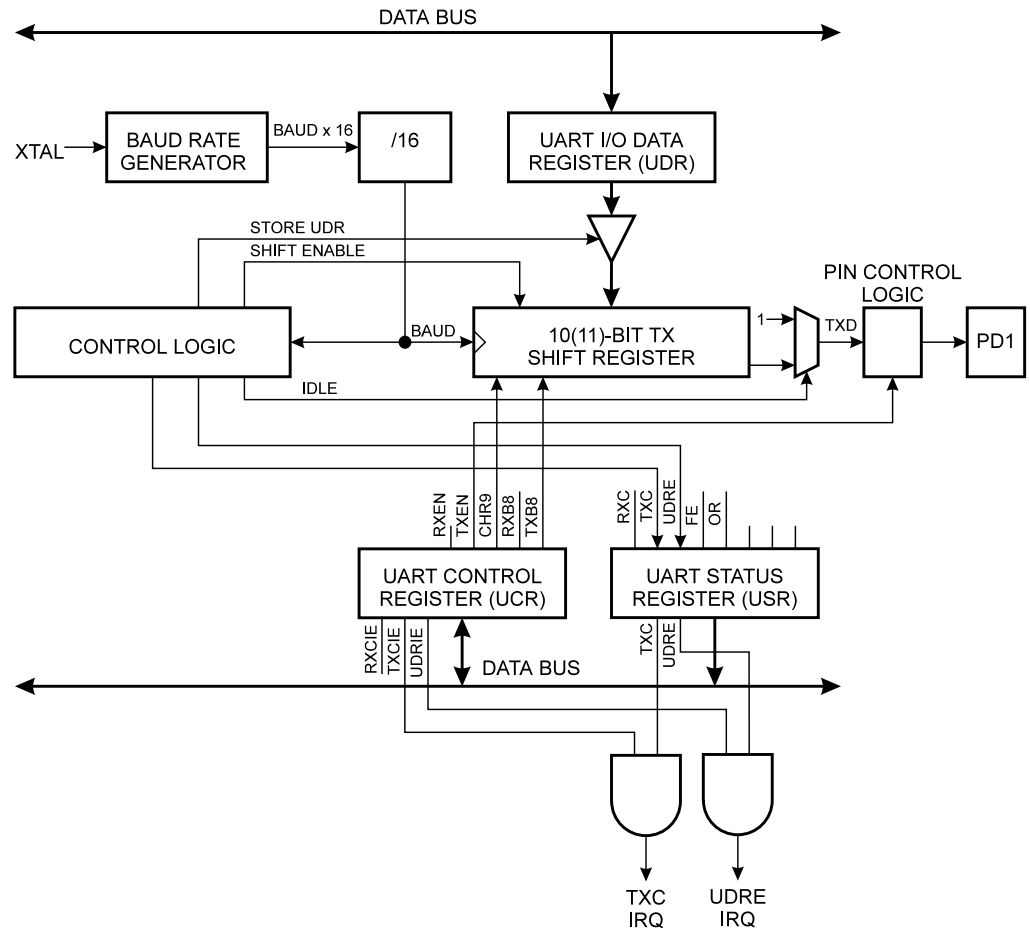 DATA BUS
XTAL
BAUD RATE
GENERATOR
BAUD x 16
/16
UART I/O DATA
REGISTER (UDR)
STORE UDR
SHIFT ENABLE
PIN CONTROL
LOGIC
CONTROL LOGIC
BAUD
10(11)-BIT TX
SHIFT REGISTER
1
TXD
PD1
IDLE
RXEN
TXEN
CHR9
RXB8
TXB8
RXC
TXC
UDRE
FE
OR
UART CONTROL
REGISTER (UCR)
UART STATUS
REGISTER (USR)
RXCIE
TXCIE
UDRIE
TXC
UDRE
DATA BUS
TXC
IRQ
UDRE
IRQ